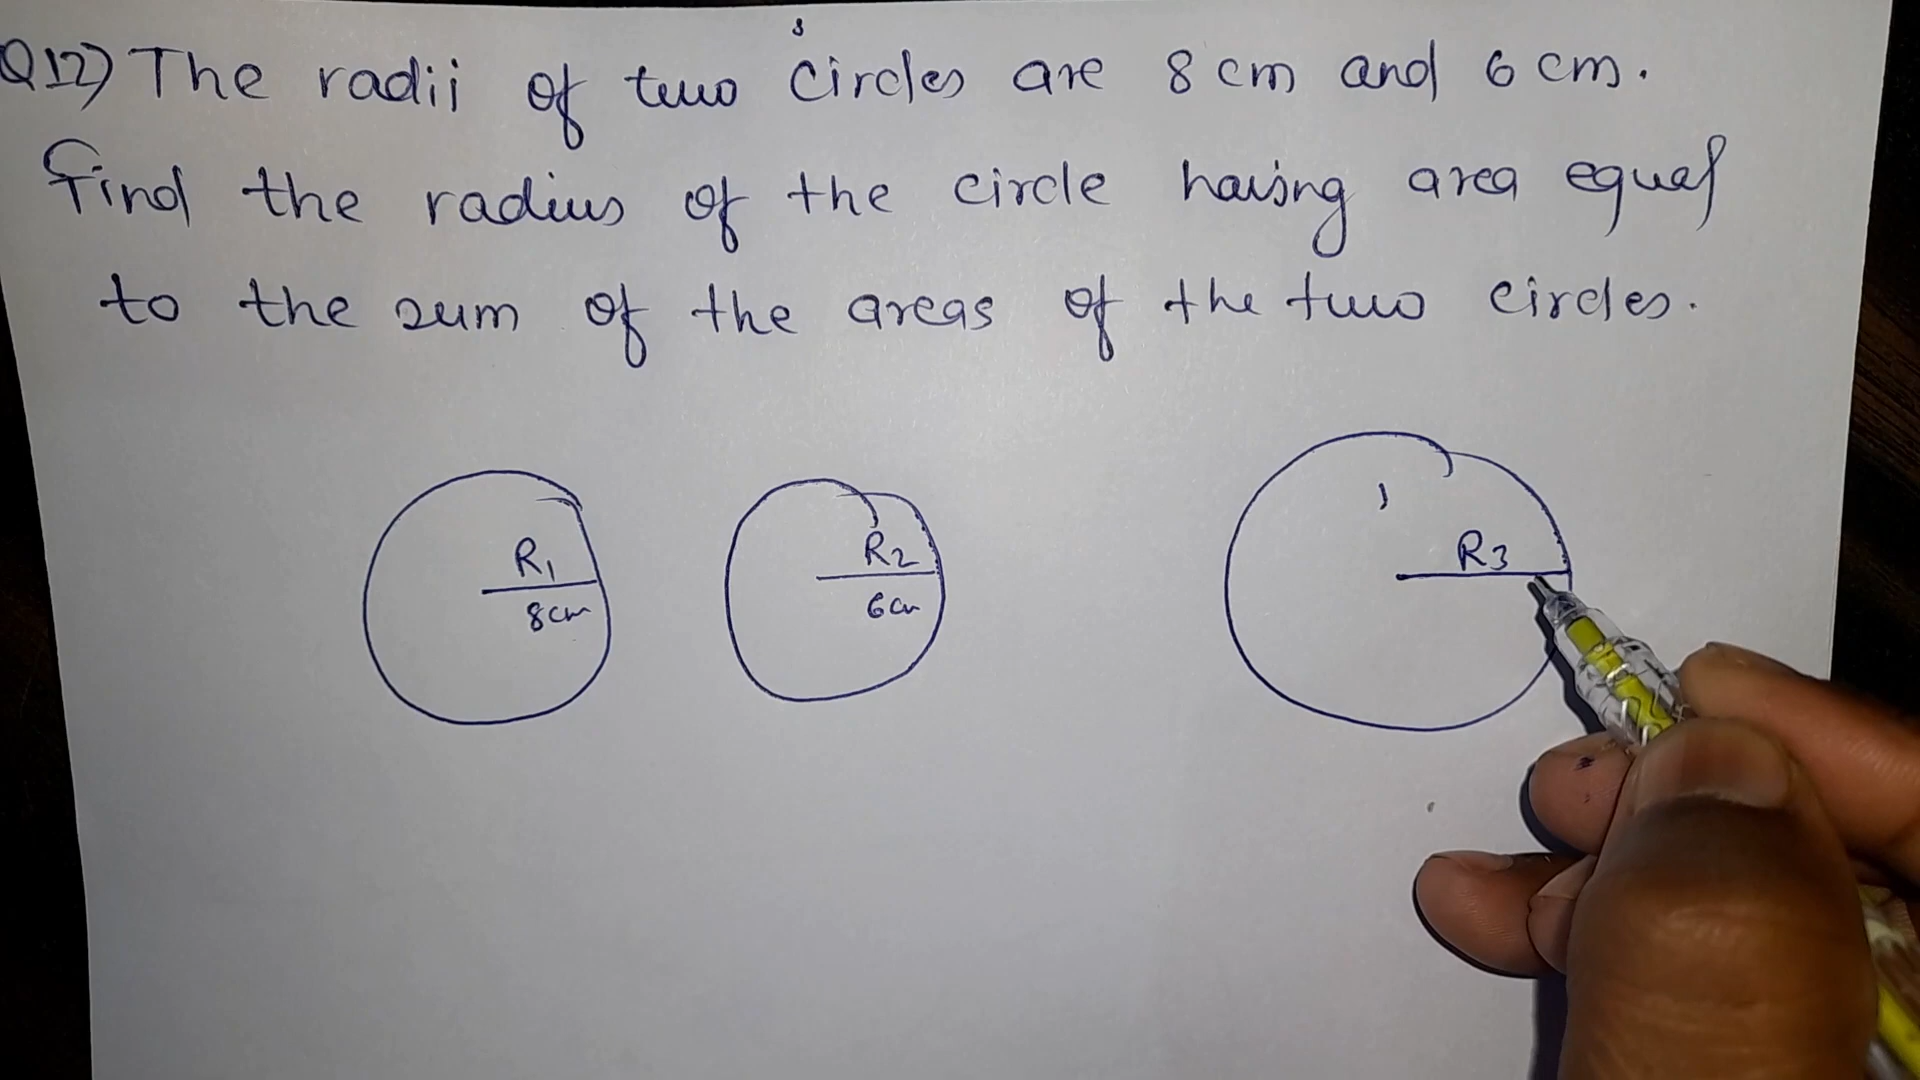 Q12) The radii of two circles are 8 cm and 6 cm.
Find the radius of the circle having area equal
to the sum of the areas of the two circles.
R1
8cm
R2
6cm
R3